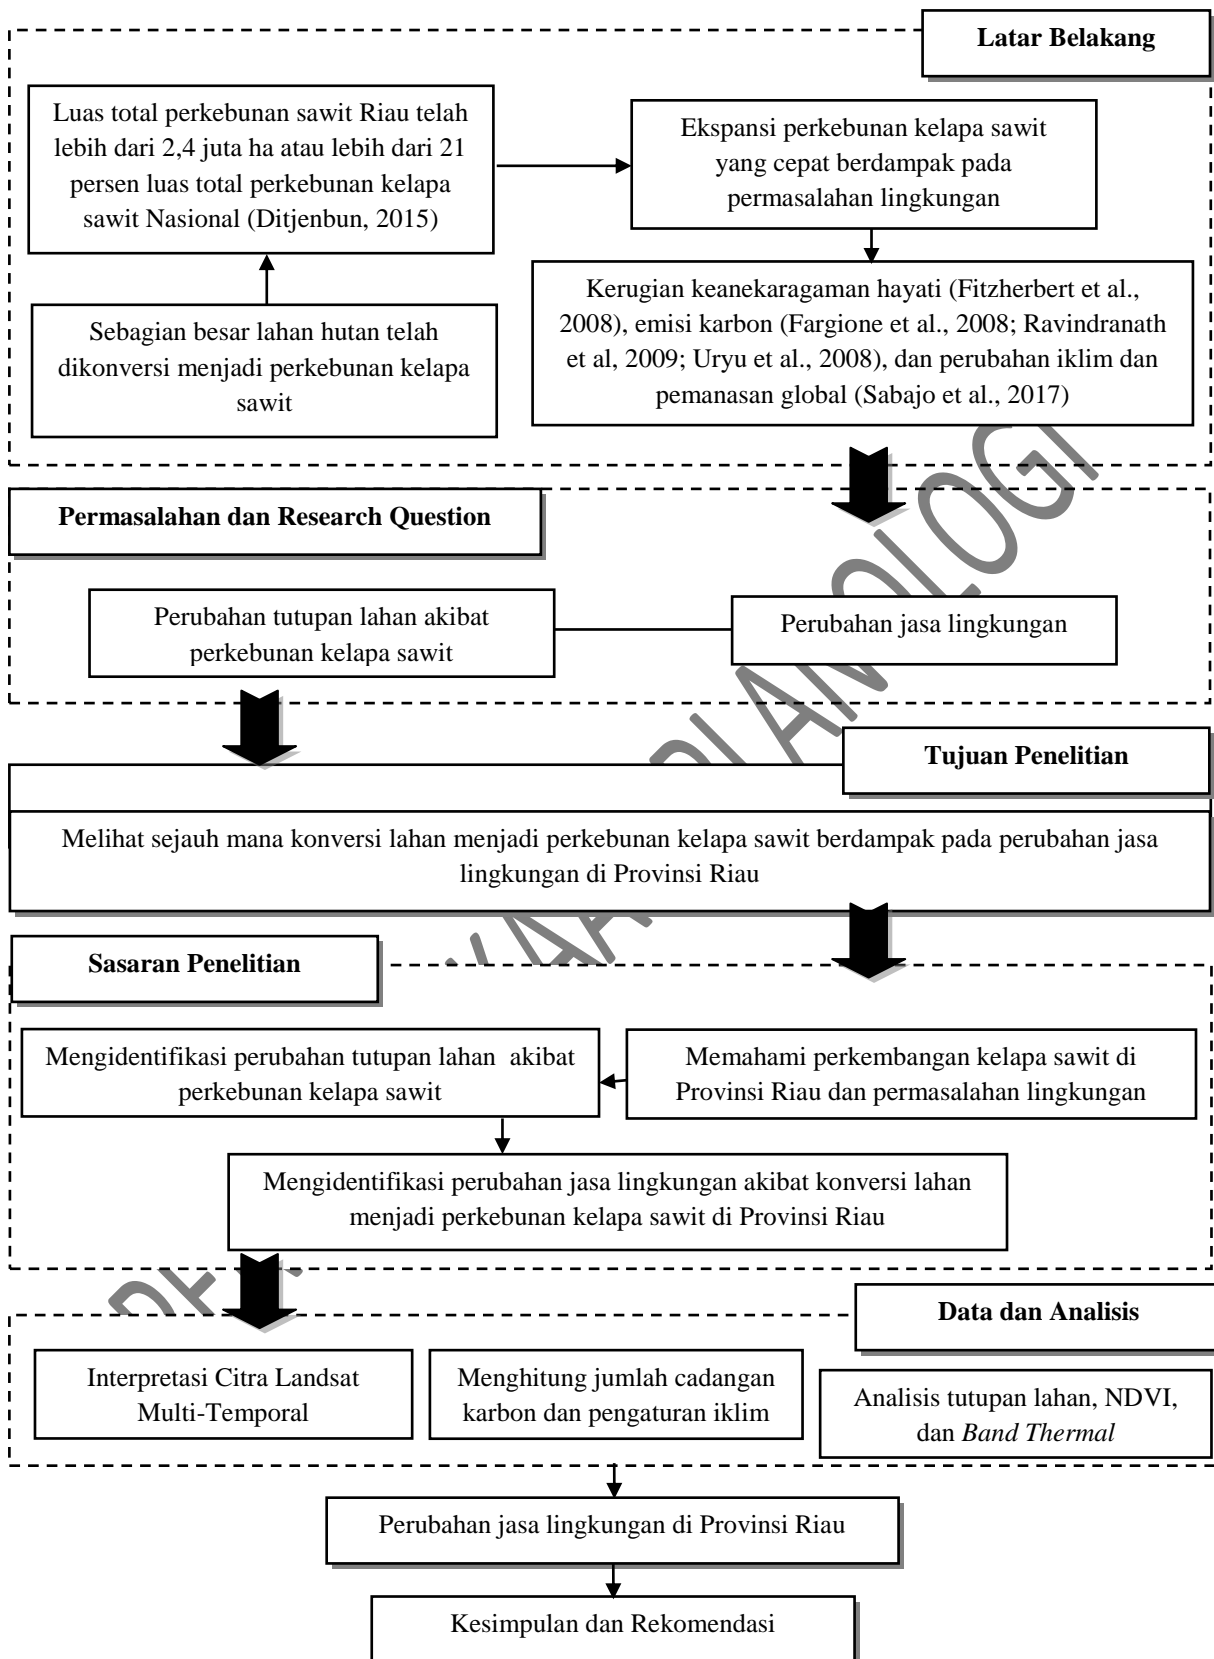 Latar Belakang
Luas total perkebunan sawit Riau telah
lebih dari 2,4 juta ha atau lebih dari 21
persen luas total perkebunan kelapa
sawit Nasional (Ditjenbun, 2015)
Ekspansi perkebunan kelapa sawit
yang cepat berdampak pada
permasalahan lingkungan
Sebagian besar lahan hutan telah
dikonversi menjadi perkebunan kelapa
sawit
Kerugian keanekaragaman hayati (Fitzherbert et al.,
2008), emisi karbon (Fargione et al., 2008; Ravindranath
et al, 2009; Uryu et al., 2008), dan perubahan iklim dan
pemanasan global (Sabajo et al., 2017)
Permasalahan dan Research Question
Perubahan tutupan lahan akibat
perkebunan kelapa sawit
Perubahan jasa lingkungan
Tujuan Penelitian
Melihat sejauh mana konversi lahan menjadi perkebunan kelapa sawit berdampak pada perubahan jasa
lingkungan di Provinsi Riau
Sasaran Penelitian
Mengidentifikasi perubahan tutupan lahan akibat
perkebunan kelapa sawit
Memahami perkembangan kelapa sawit di
Provinsi Riau dan permasalahan lingkungan
Mengidentifikasi perubahan jasa lingkungan akibat konversi lahan
menjadi perkebunan kelapa sawit di Provinsi Riau
Data dan Analisis
Interpretasi Citra Landsat
Multi-Temporal
Menghitung jumlah cadangan
karbon dan pengaturan iklim
Analisis tutupan lahan, NDVI,
dan Band Thermal
Perubahan jasa lingkungan di Provinsi Riau
Kesimpulan dan Rekomendasi